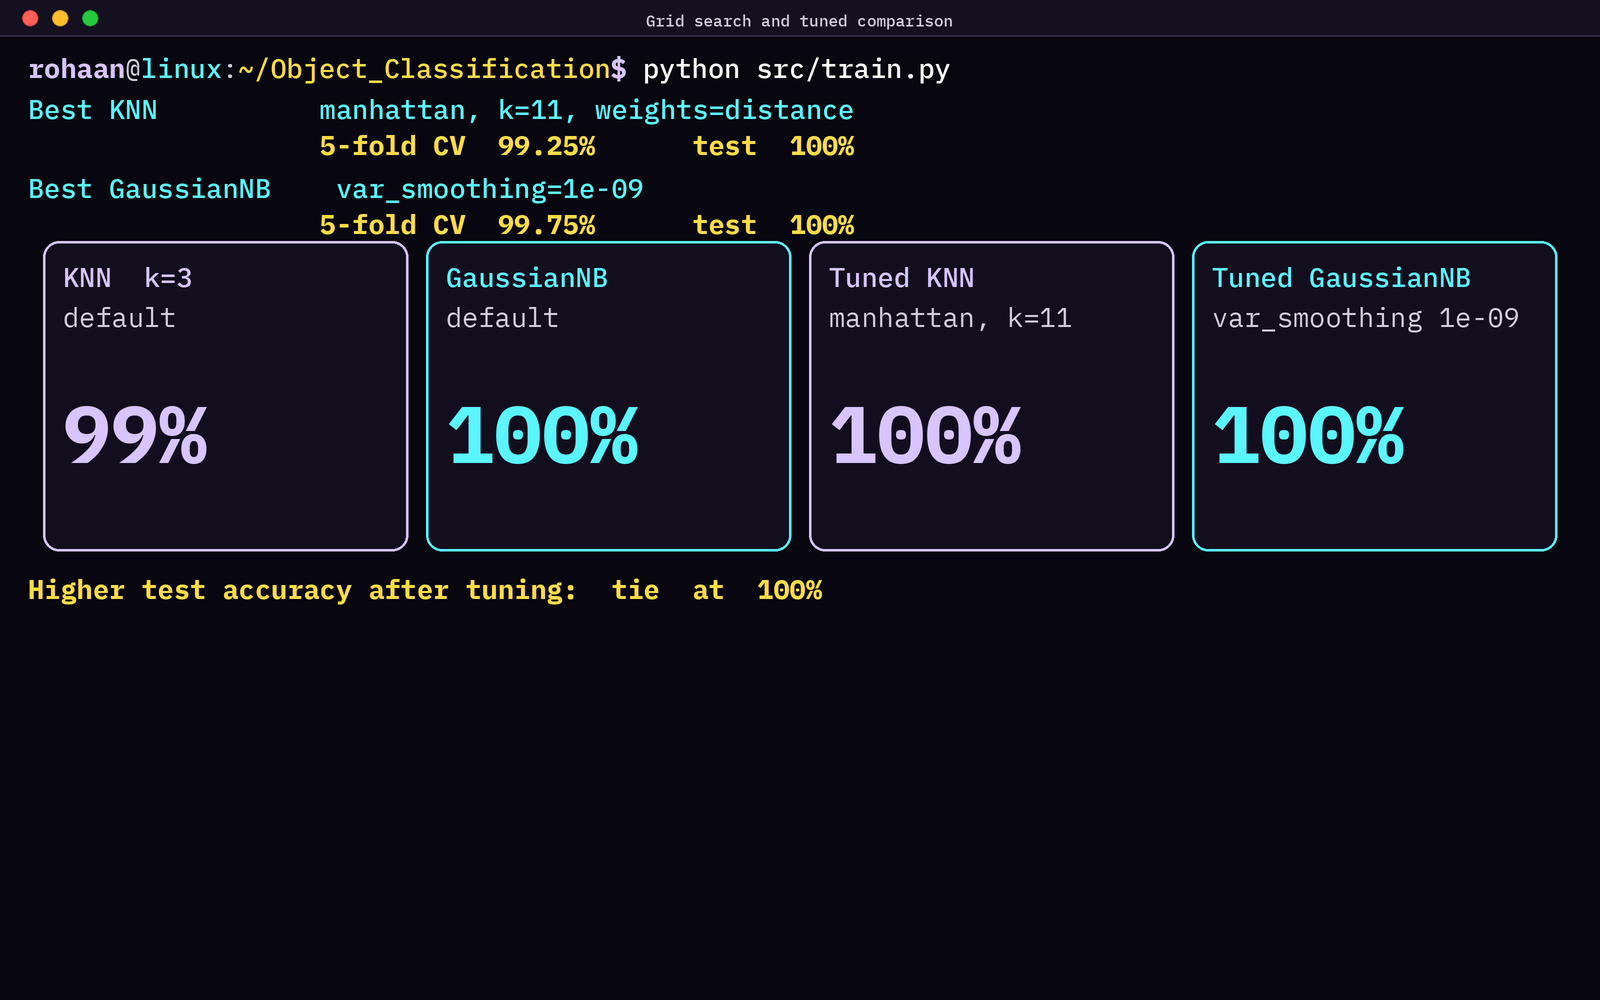 Grid search and tuned comparison
rohaan@linux:~/Object_Classification$ python src/train.py
Best KNN manhattan, k=11, weights=distance
5-fold CV 99.25% test 100%
Best GaussianNB var_smoothing=1e-09
5-fold CV 99.75% test 100%
KNN k=3
default
99%
GaussianNB
default
100%
Tuned KNN
manhattan, k=11
100%
Tuned GaussianNB
var_smoothing 1e-09
100%
Higher test accuracy after tuning: tie at 100%